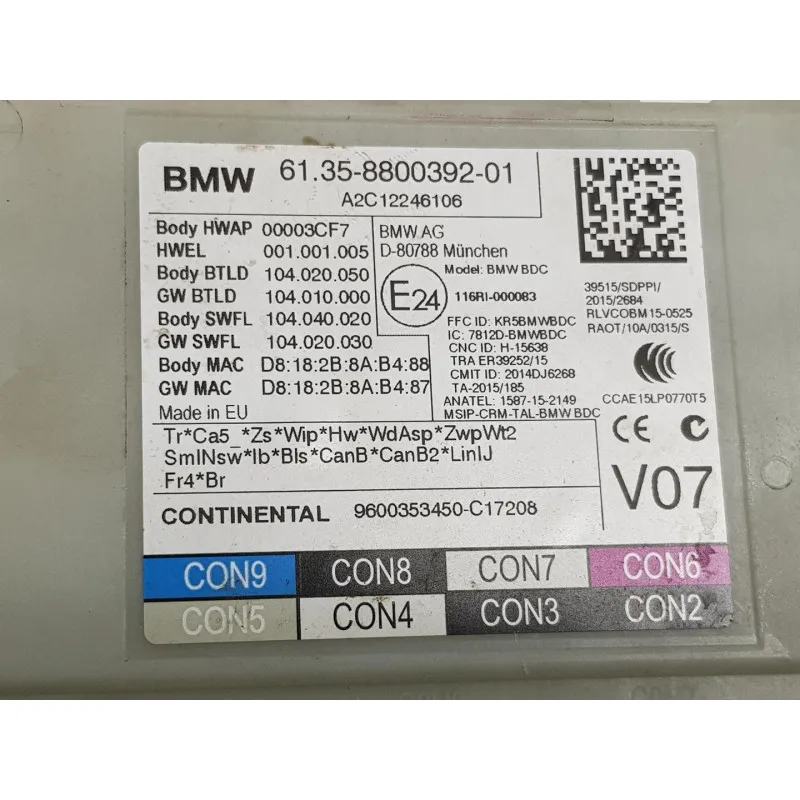 BMW 61.35-8800392-01
A2C12246106
Body HWAP 00003CF7
HWEL 001.001.005
Body BTLD 104.020.050
GW BTLD 104.010.000
Body SWFL 104.040.020
GW SWFL 104.020.030
Body MAC D8:18:2B:8A:B4:88
GW MAC D8:18:2B:8A:B4:87
Made in EU
BMW AG
D-80788 München
Model: BMW BDC
E24 116RI-000083
FFC ID: KR5BMWBDC
IC: 7812D-BMWBDC
CNC ID: H-15638
TRA ER39252/15
CMIT ID: 2014DJ6268
TA-2015/185
ANATEL: 1587-15-2149
MSIP-CRM-TAL-BMW BDC
39515/SDPPI/
2015/2684
RLVCOBM15-0525
RAOT/10A/0315/S
CCAE15LP0770T5
CE
Tr*Ca5_*Zs*Wip*Hw*WdAsp*ZwpWt2
SmlNsw*Ib*Bls*CanB*CanB2*LinIJ
Fr4*Br
V07
CONTINENTAL 9600353450-C17208
CON9 CON8 CON7 CON6
CON5 CON4 CON3 CON2